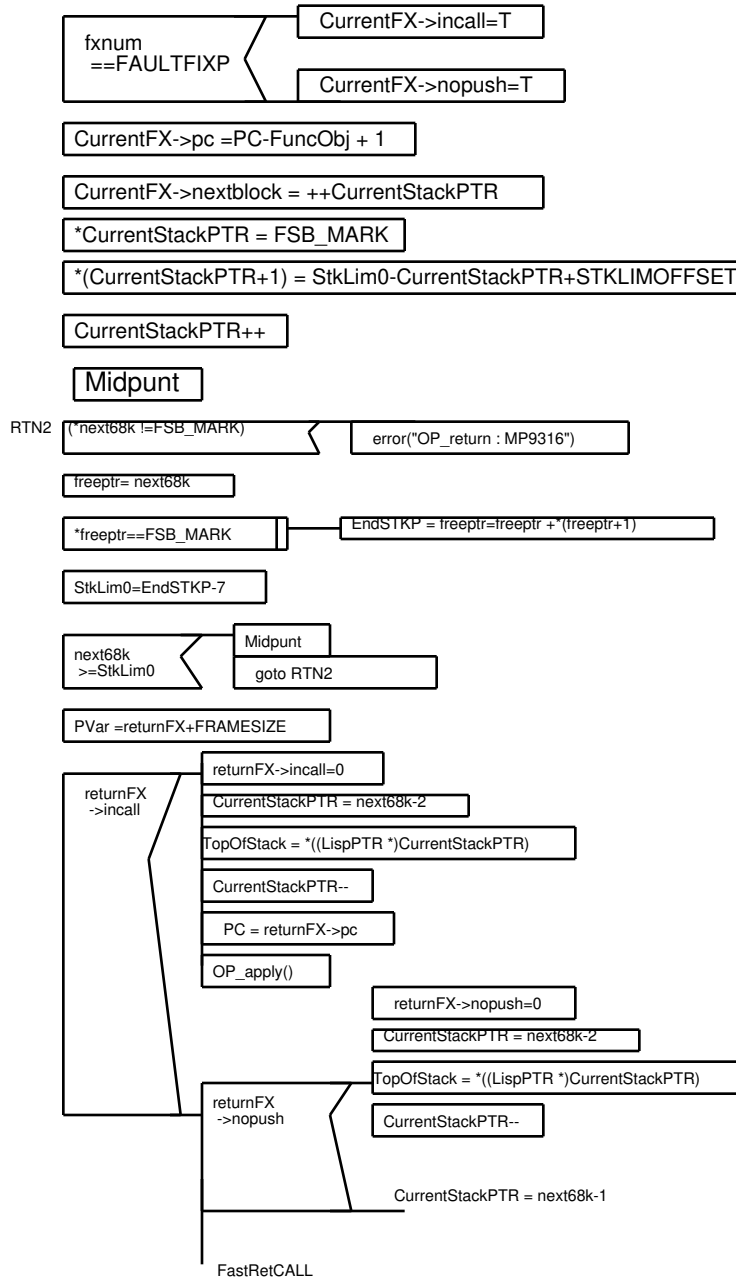 CurrentFX->incall=T
fxnum
==FAULTFIXP
CurrentFX->nopush=T
CurrentFX->pc =PC-FuncObj + 1
CurrentFX->nextblock = ++CurrentStackPTR
*CurrentStackPTR = FSB_MARK
*(CurrentStackPTR+1) = StkLim0-CurrentStackPTR+STKLIMOFFSET
CurrentStackPTR++
Midpunt
RTN2
(*next68k !=FSB_MARK)
error("OP_return : MP9316")
freeptr= next68k
*freeptr==FSB_MARK
EndSTKP = freeptr=freeptr +*(freeptr+1)
StkLim0=EndSTKP-7
next68k
>=StkLim0
Midpunt
goto RTN2
PVar =returnFX+FRAMESIZE
returnFX
->incall
returnFX->incall=0
CurrentStackPTR = next68k-2
TopOfStack = *((LispPTR *)CurrentStackPTR)
CurrentStackPTR--
PC = returnFX->pc
OP_apply()
returnFX
->nopush
returnFX->nopush=0
CurrentStackPTR = next68k-2
TopOfStack = *((LispPTR *)CurrentStackPTR)
CurrentStackPTR--
CurrentStackPTR = next68k-1
FastRetCALL